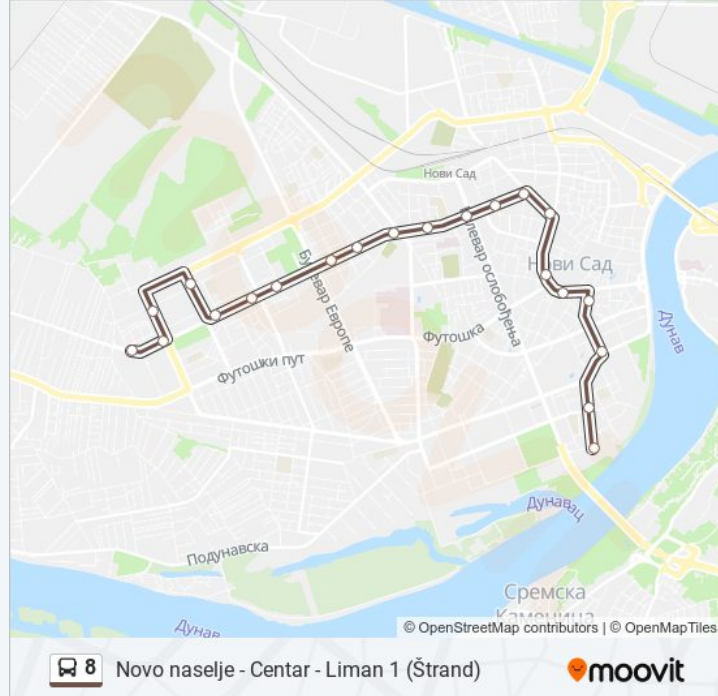 Нови Сад
Булевар ослобођења
Нови Сад
Булевар Европе
Дунав
Футошка
Футошки пут
Дунавац
Подунавска
Сремска
Каменица
Дунав
© OpenStreetMap contributors | © OpenMapTiles
8 Novo naselje - Centar - Liman 1 (Štrand)
moovit